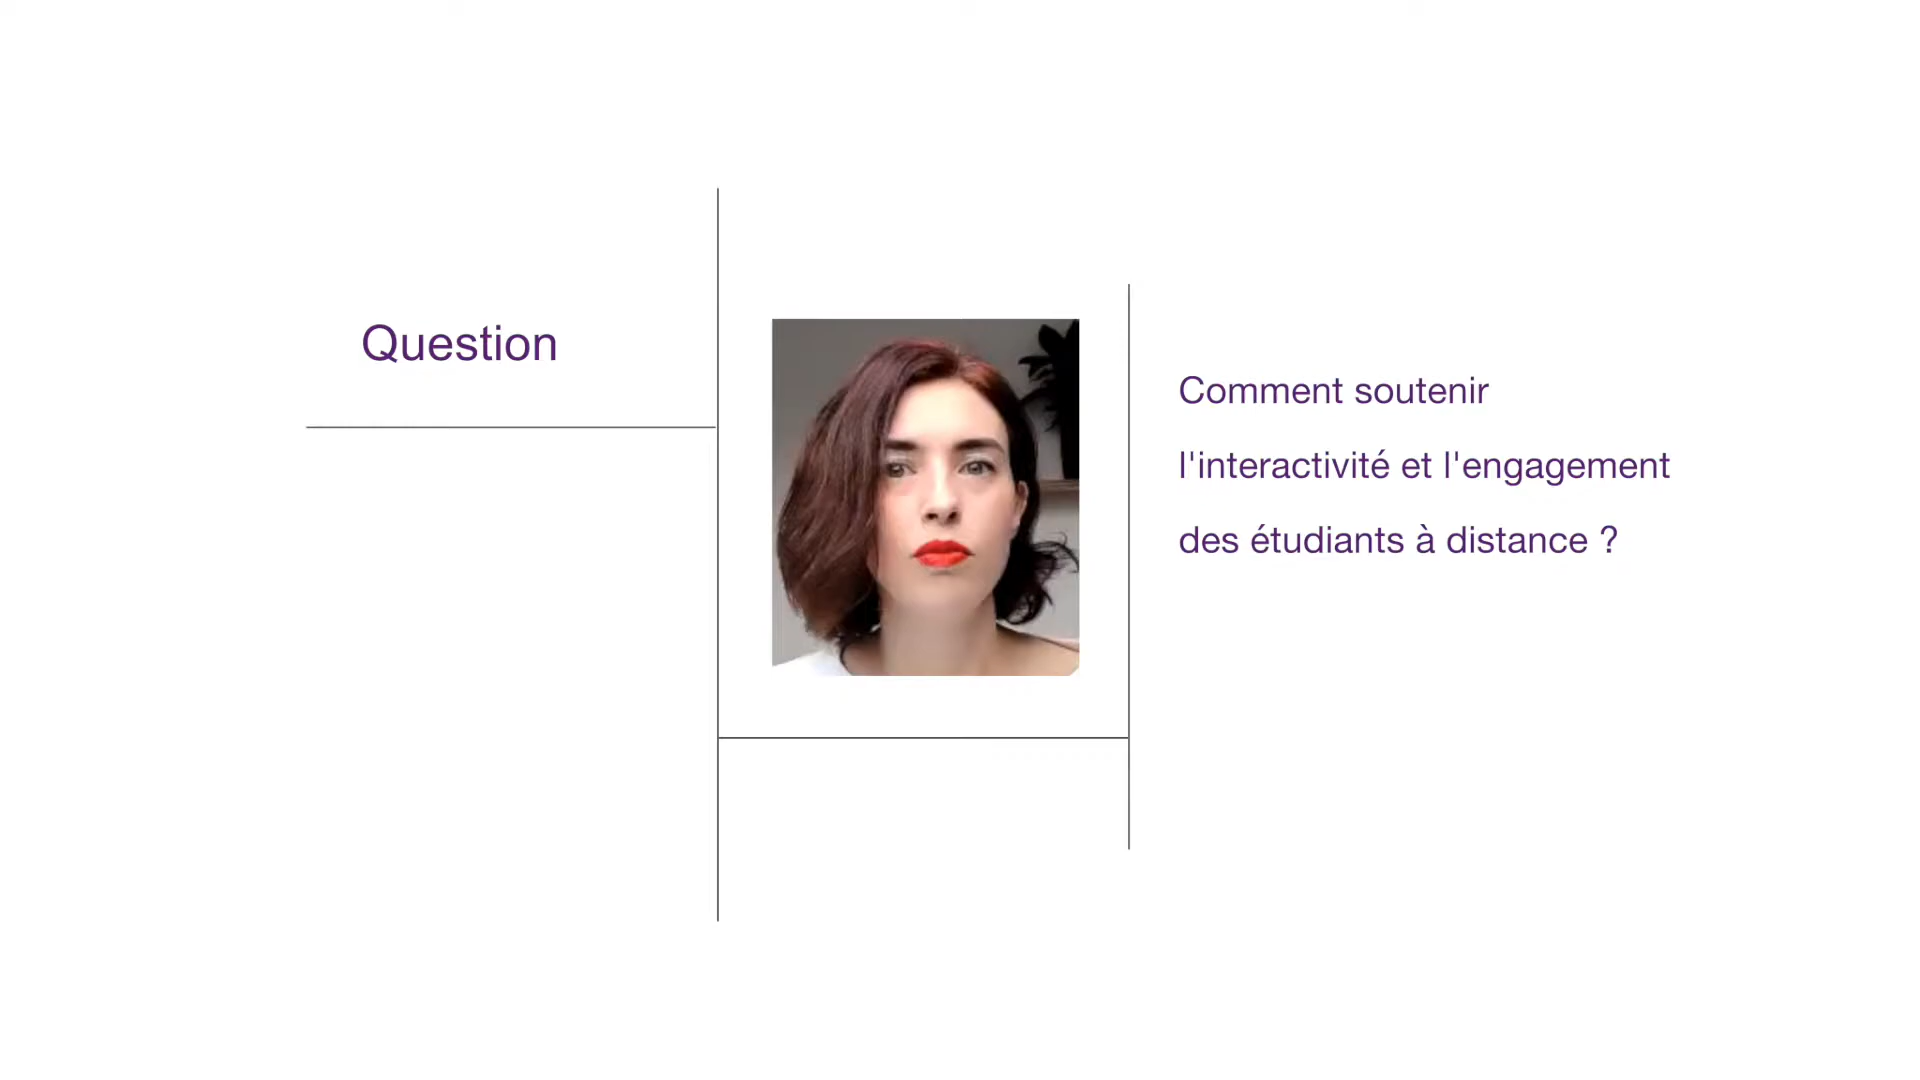 Question
Comment soutenir
l'interactivité et l'engagement
des étudiants à distance ?